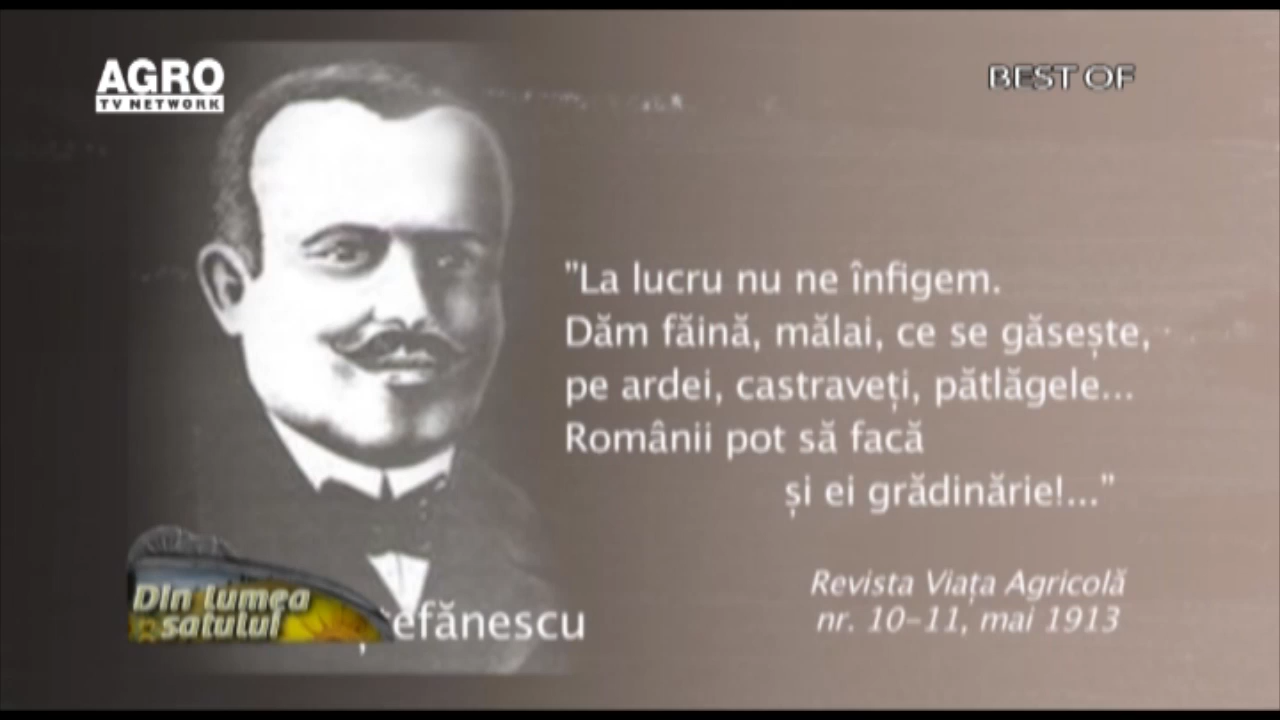 AGRO
TV NETWORK
BEST OF
"La lucru nu ne înfigem.
Dăm făină, mălai, ce se găsește,
pe ardei, castraveți, pătlăgele...
Românii pot să facă
și ei grădinărie!..."
Revista Viața Agricolă
nr. 10-11, mai 1913
Din lumea
satului
efănescu